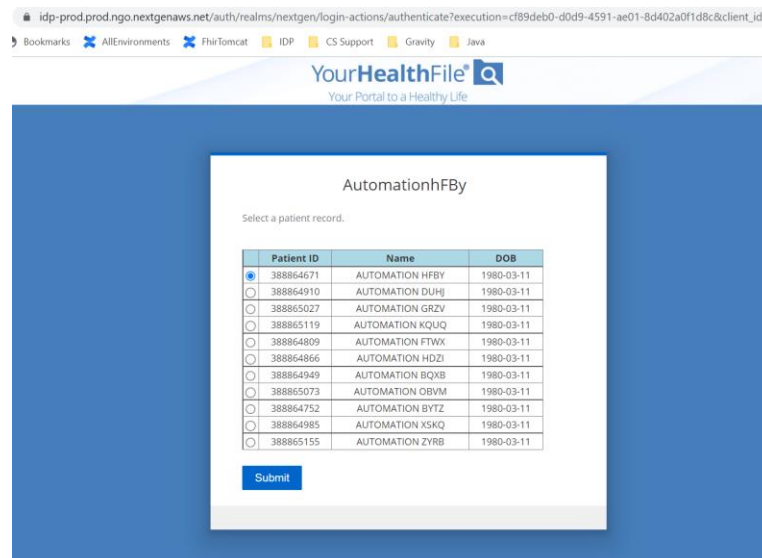 idp-prod.prod.ngo.nextgenaws.net/auth/realms/nextgen/login-actions/authenticate?execution=cf89deb0-d0d9-4591-ae01-8d402a0f1d8c&client_id
Bookmarks AllEnvironments FhirTomcat IDP CS Support Gravity Java
YourHealthFile®
Your Portal to a Healthy Life
AutomationhFBy
Select a patient record.
Patient ID Name DOB
388864671 AUTOMATION HFBY 1980-03-11
388864910 AUTOMATION DUHJ 1980-03-11
388865027 AUTOMATION GRZV 1980-03-11
388865119 AUTOMATION KQUQ 1980-03-11
388864809 AUTOMATION FTWX 1980-03-11
388864866 AUTOMATION HDZI 1980-03-11
388864949 AUTOMATION BQXB 1980-03-11
388865073 AUTOMATION OBVM 1980-03-11
388864752 AUTOMATION BYTZ 1980-03-11
388864985 AUTOMATION XSKQ 1980-03-11
388865155 AUTOMATION ZYRB 1980-03-11
Submit